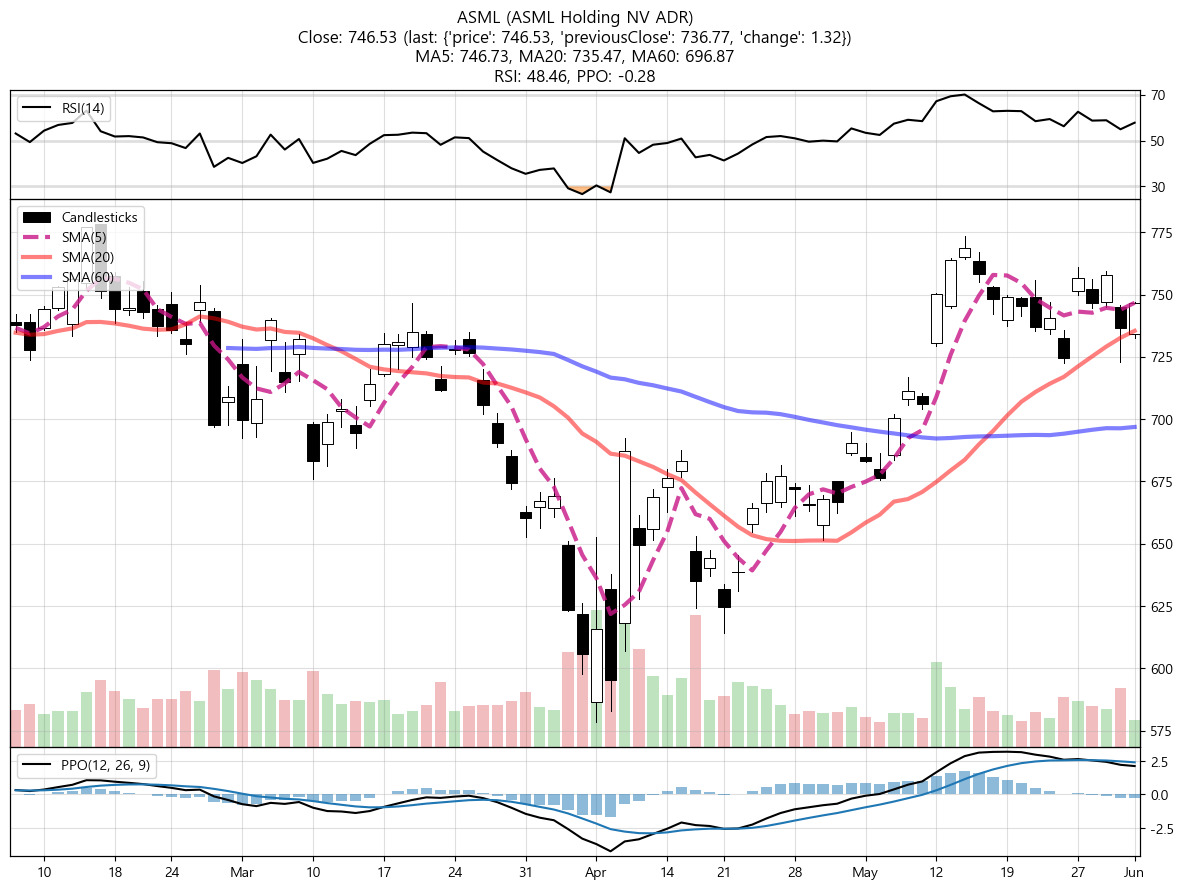 ASML (ASML Holding NV ADR)
Close: 746.53 (last: {'price': 746.53, 'previousClose': 736.77, 'change': 1.32})
MA5: 746.73, MA20: 735.47, MA60: 696.87
RSI: 48.46, PPO: -0.28
RSI(14)
70
50
30
Candlesticks
SMA(5)
SMA(20)
SMA(60)
775
750
725
700
675
650
625
600
575
PPO(12, 26, 9)
2.5
0.0
−2.5
10 18 24 Mar 10 17 24 31 Apr 14 21 28 May 12 19 27 Jun